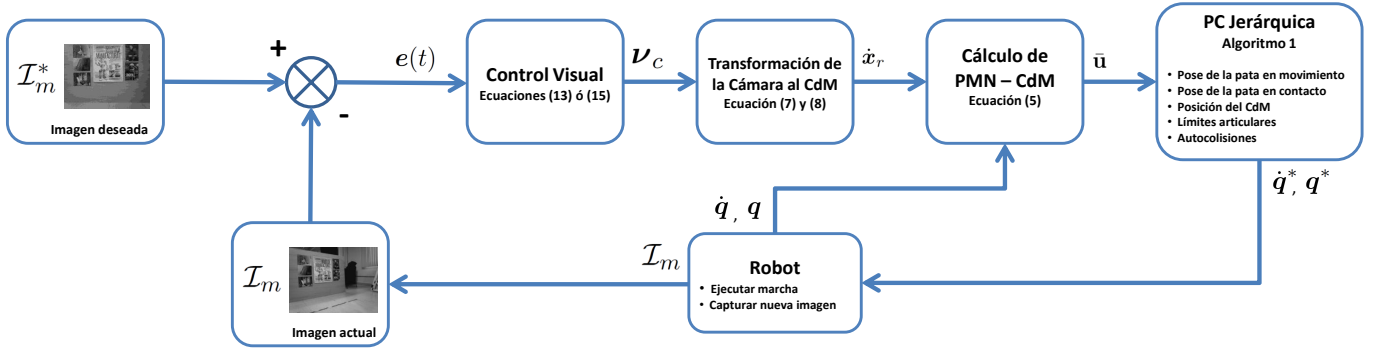 ℐ*ₘ
Imagen deseada
+
-
e(t)
Control Visual
Ecuaciones (13) ó (15)
𝝂_c
Transformación de
la Cámara al CdM
Ecuación (7) y (8)
ẋ_r
Cálculo de
PMN – CdM
Ecuación (5)
ū
PC Jerárquica
Algoritmo 1
• Pose de la pata en movimiento
• Pose de la pata en contacto
• Posición del CdM
• Límites articulares
• Autocolisiones
q̇*, q*
q̇ , q
Robot
• Ejecutar marcha
• Capturar nueva imagen
ℐₘ
ℐₘ
Imagen actual